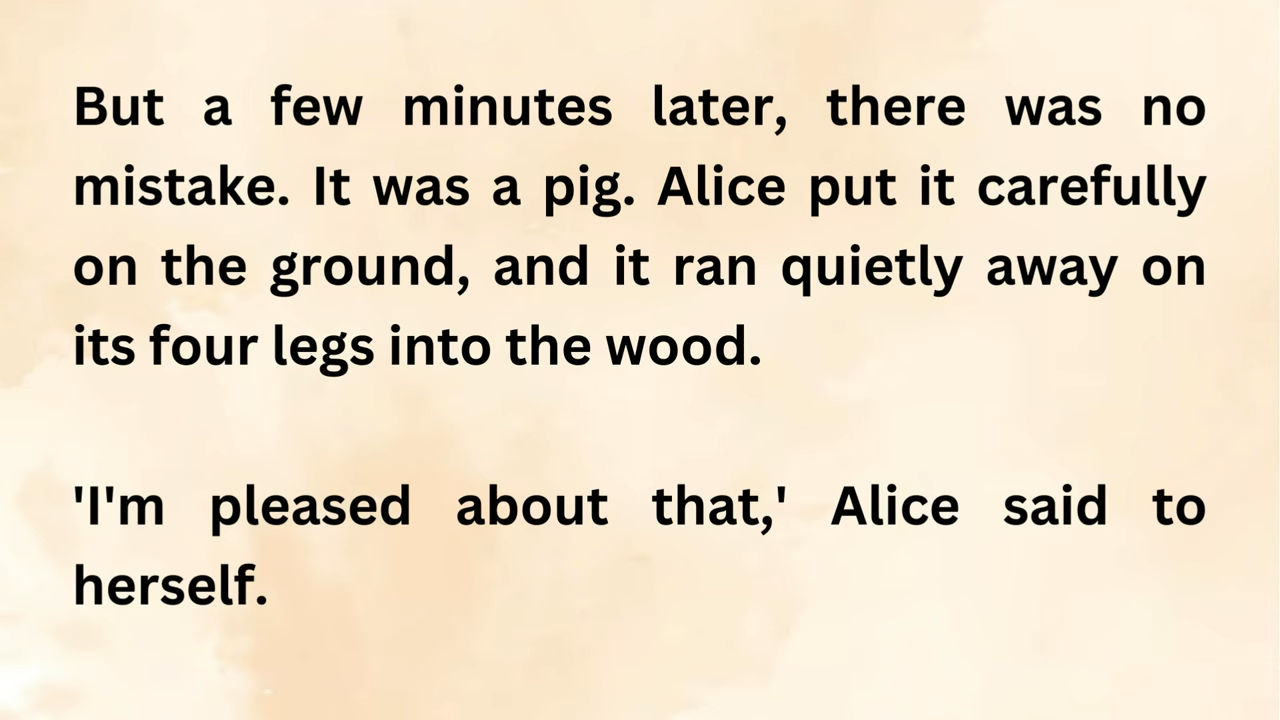 But a few minutes later, there was no
mistake. It was a pig. Alice put it carefully
on the ground, and it ran quietly away on
its four legs into the wood.
'I'm pleased about that,' Alice said to
herself.